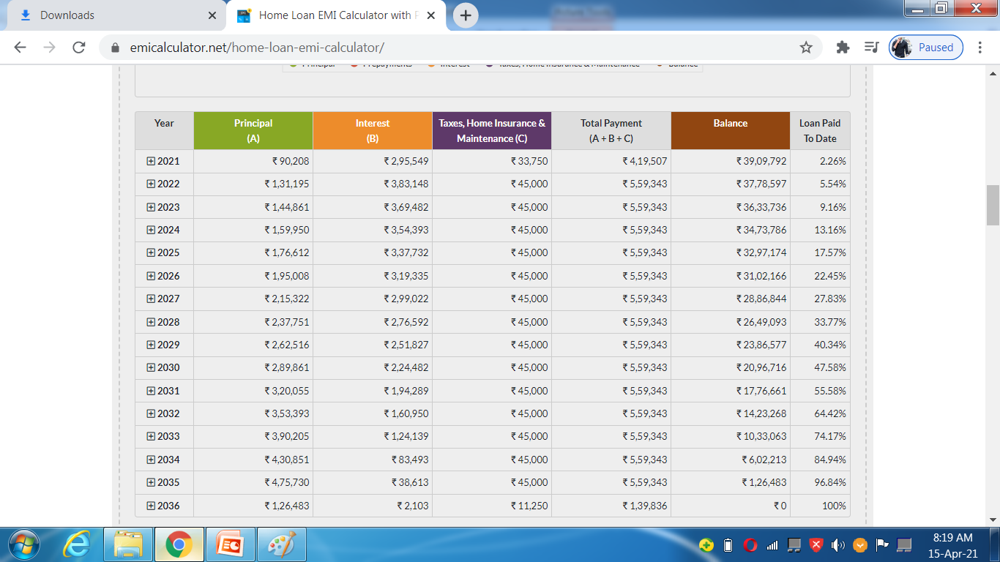 Downloads
Home Loan EMI Calculator with
emicalculator.net/home-loan-emi-calculator/
Paused
Principal Prepayments Interest Taxes, Home Insurance & Maintenance Balance
Year Principal (A) Interest (B) Taxes, Home Insurance & Maintenance (C) Total Payment (A + B + C) Balance Loan Paid To Date
2021 ₹ 90,208 ₹ 2,95,549 ₹ 33,750 ₹ 4,19,507 ₹ 39,09,792 2.26%
2022 ₹ 1,31,195 ₹ 3,83,148 ₹ 45,000 ₹ 5,59,343 ₹ 37,78,597 5.54%
2023 ₹ 1,44,861 ₹ 3,69,482 ₹ 45,000 ₹ 5,59,343 ₹ 36,33,736 9.16%
2024 ₹ 1,59,950 ₹ 3,54,393 ₹ 45,000 ₹ 5,59,343 ₹ 34,73,786 13.16%
2025 ₹ 1,76,612 ₹ 3,37,732 ₹ 45,000 ₹ 5,59,343 ₹ 32,97,174 17.57%
2026 ₹ 1,95,008 ₹ 3,19,335 ₹ 45,000 ₹ 5,59,343 ₹ 31,02,166 22.45%
2027 ₹ 2,15,322 ₹ 2,99,022 ₹ 45,000 ₹ 5,59,343 ₹ 28,86,844 27.83%
2028 ₹ 2,37,751 ₹ 2,76,592 ₹ 45,000 ₹ 5,59,343 ₹ 26,49,093 33.77%
2029 ₹ 2,62,516 ₹ 2,51,827 ₹ 45,000 ₹ 5,59,343 ₹ 23,86,577 40.34%
2030 ₹ 2,89,861 ₹ 2,24,482 ₹ 45,000 ₹ 5,59,343 ₹ 20,96,716 47.58%
2031 ₹ 3,20,055 ₹ 1,94,289 ₹ 45,000 ₹ 5,59,343 ₹ 17,76,661 55.58%
2032 ₹ 3,53,393 ₹ 1,60,950 ₹ 45,000 ₹ 5,59,343 ₹ 14,23,268 64.42%
2033 ₹ 3,90,205 ₹ 1,24,139 ₹ 45,000 ₹ 5,59,343 ₹ 10,33,063 74.17%
2034 ₹ 4,30,851 ₹ 83,493 ₹ 45,000 ₹ 5,59,343 ₹ 6,02,213 84.94%
2035 ₹ 4,75,730 ₹ 38,613 ₹ 45,000 ₹ 5,59,343 ₹ 1,26,483 96.84%
2036 ₹ 1,26,483 ₹ 2,103 ₹ 11,250 ₹ 1,39,836 ₹ 0 100%
8:19 AM
15-Apr-21